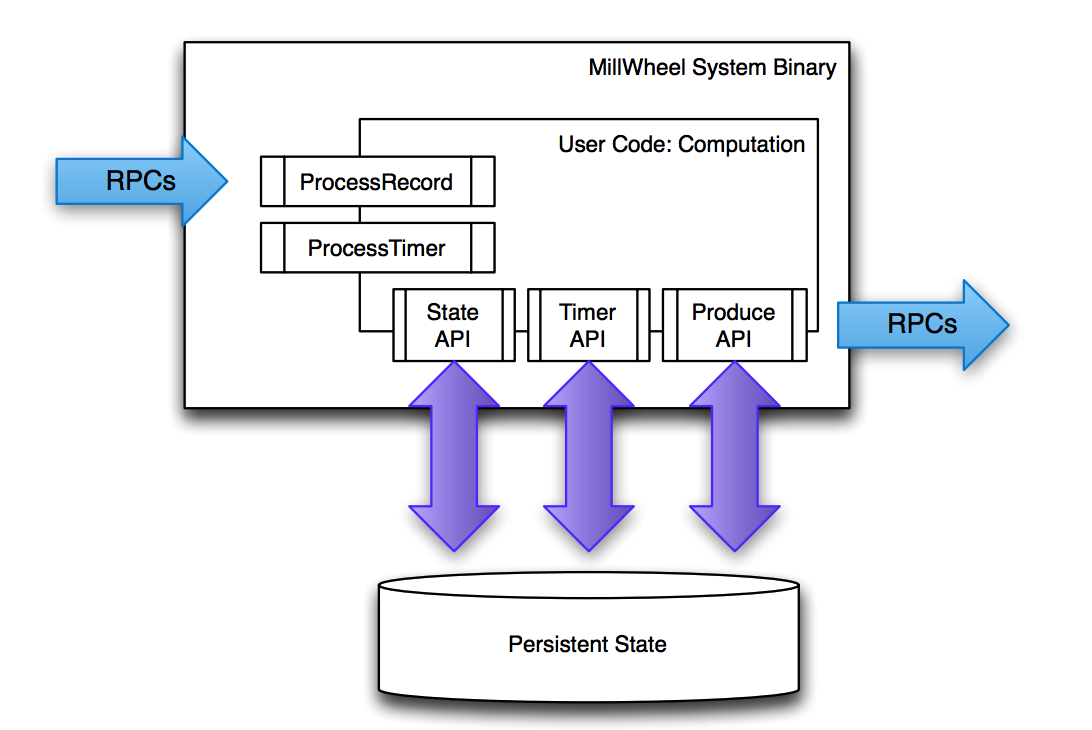 MillWheel System Binary
User Code: Computation
RPCs
ProcessRecord
ProcessTimer
State
API
Timer
API
Produce
API
RPCs
Persistent State